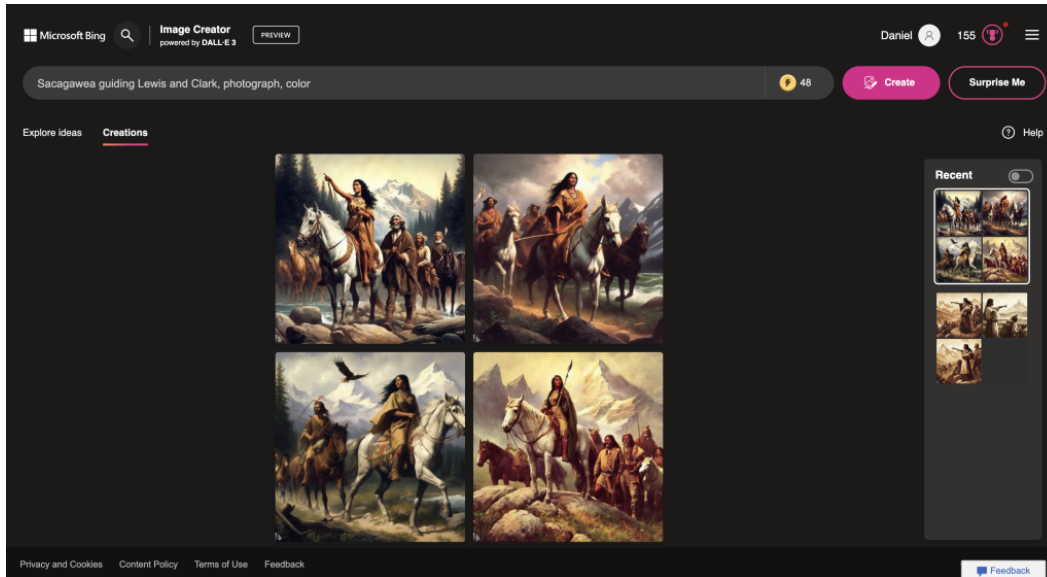 Microsoft Bing
Image Creator
powered by DALL·E 3
PREVIEW
Daniel
155
Sacagawea guiding Lewis and Clark, photograph, color
48
Create
Surprise Me
Explore ideas
Creations
Help
Recent
Privacy and Cookies
Content Policy
Terms of Use
Feedback
Feedback